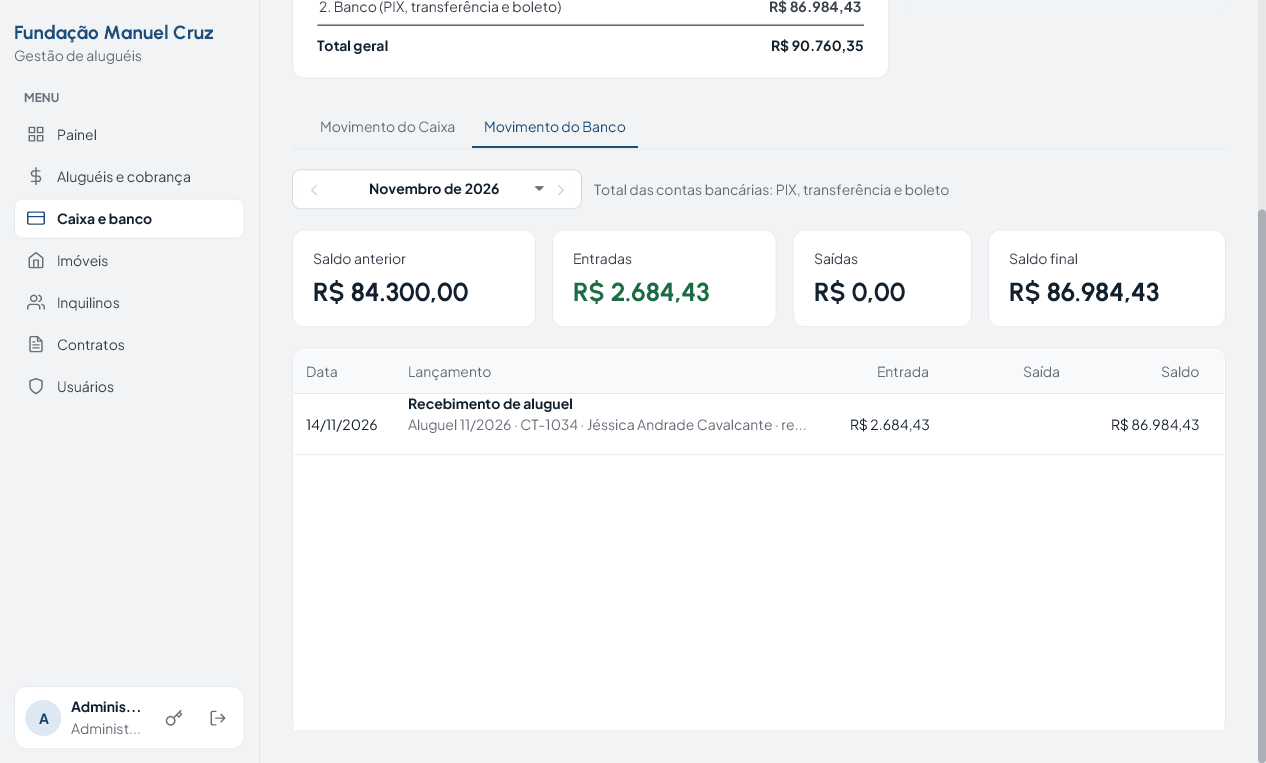 Fundação Manuel Cruz
Gestão de aluguéis
MENU
Painel
Aluguéis e cobrança
Caixa e banco
Imóveis
Inquilinos
Contratos
Usuários
A
Adminis...
Administ...
2. Banco (PIX, transferência e boleto) R$ 86.984,43
Total geral R$ 90.760,35
Movimento do Caixa Movimento do Banco
Novembro de 2026 Total das contas bancárias: PIX, transferência e boleto
Saldo anterior Entradas Saídas Saldo final
R$ 84.300,00 R$ 2.684,43 R$ 0,00 R$ 86.984,43
Data Lançamento Entrada Saída Saldo
Recebimento de aluguel
14/11/2026 Aluguel 11/2026 · CT-1034 · Jéssica Andrade Cavalcante · re... R$ 2.684,43 R$ 86.984,43